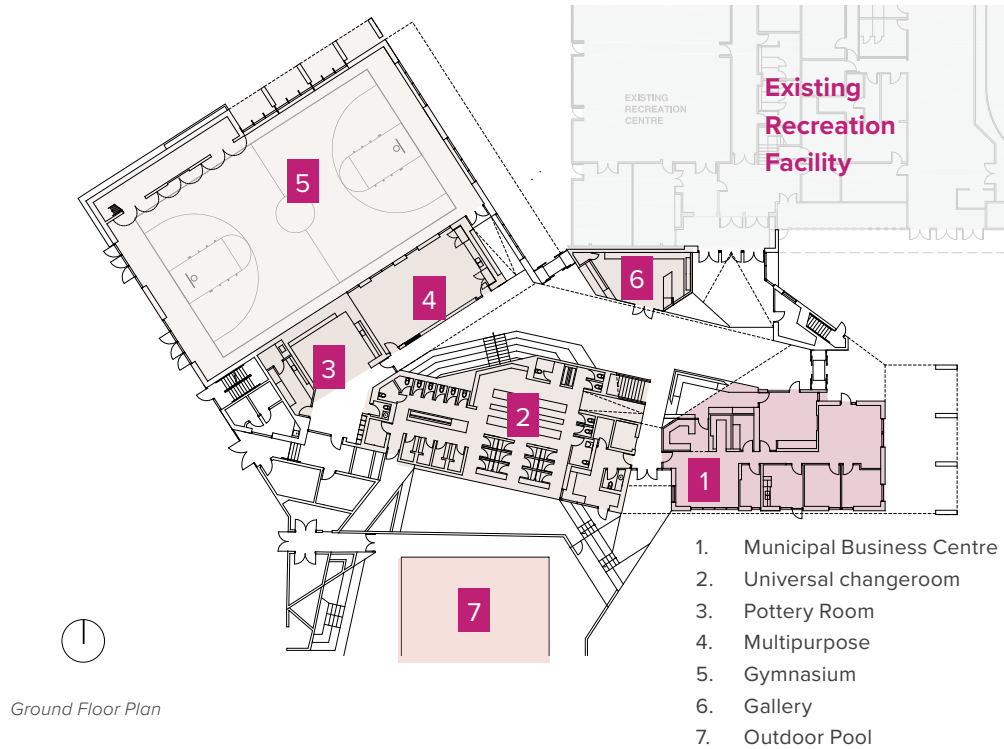 EXISTING
RECREATION
CENTRE
Existing
Recreation
Facility
5
6
4
3
2
1
7
1. Municipal Business Centre
2. Universal changeroom
3. Pottery Room
4. Multipurpose
5. Gymnasium
6. Gallery
7. Outdoor Pool
Ground Floor Plan